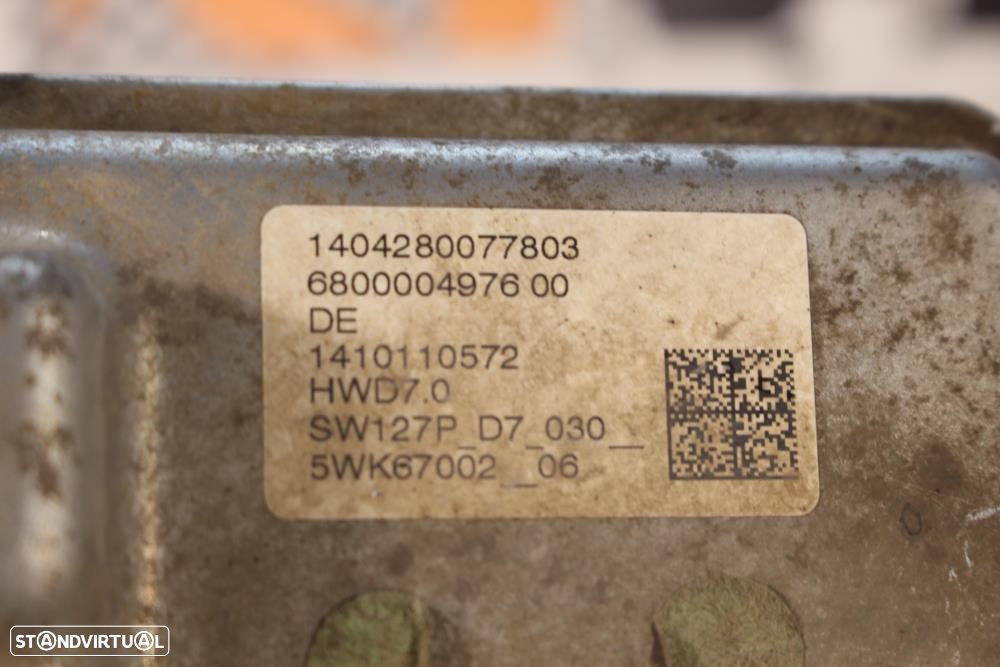 1404280077803
6800004976 00
DE
1410110572
HWD7.0
SW127P_D7_030__
5WK67002__06
STANDVIRTUAL